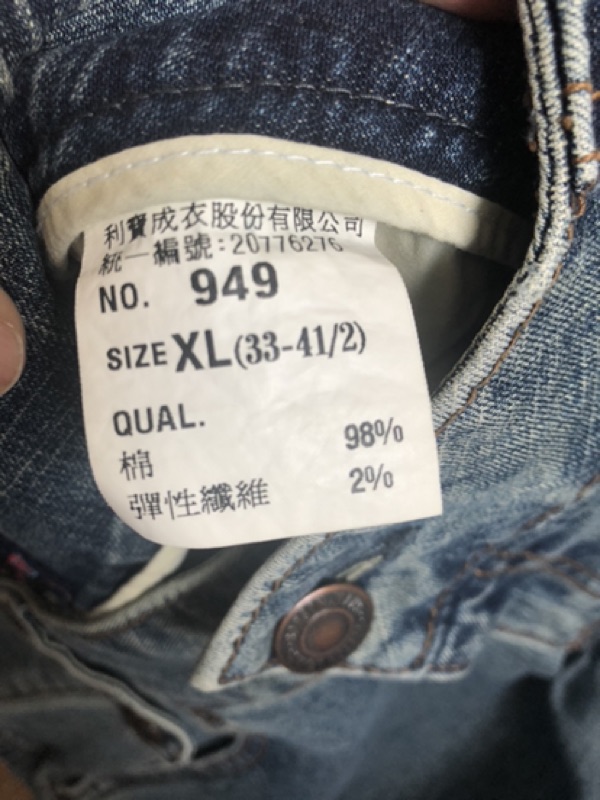 利寶成衣股份有限公司
統一編號:20776276
NO. 949
SIZE XL(33-41/2)
QUAL.
棉 98%
彈性纖維 2%